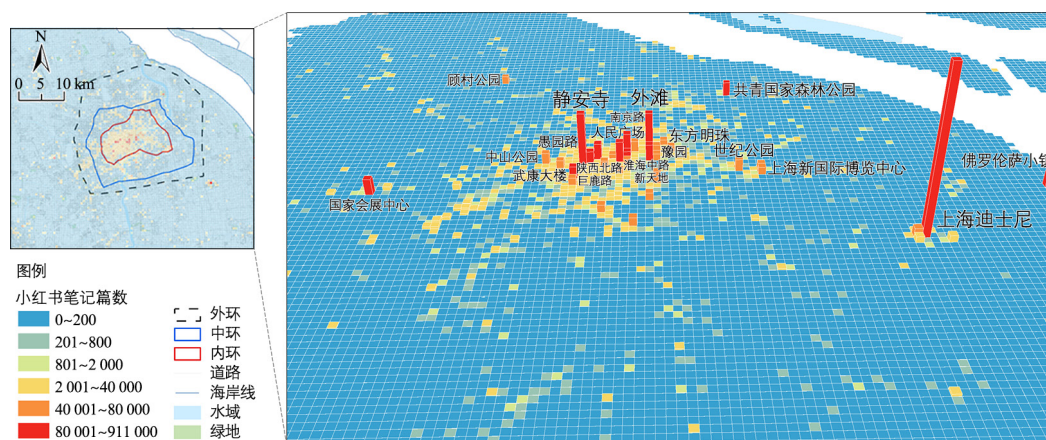 N
0 5 10 km
图例
小红书笔记篇数
0~200
201~800
801~2 000
2 001~40 000
40 001~80 000
80 001~911 000
外环
中环
内环
道路
海岸线
水域
绿地
顾村公园
静安寺
外滩
共青国家森林公园
南京路
愚园路
人民广场
东方明珠
中山公园
豫园
世纪公园
武康大楼
陕西北路
淮海中路
上海新国际博览中心
佛罗伦萨小镇
巨鹿路
新天地
国家会展中心
上海迪士尼